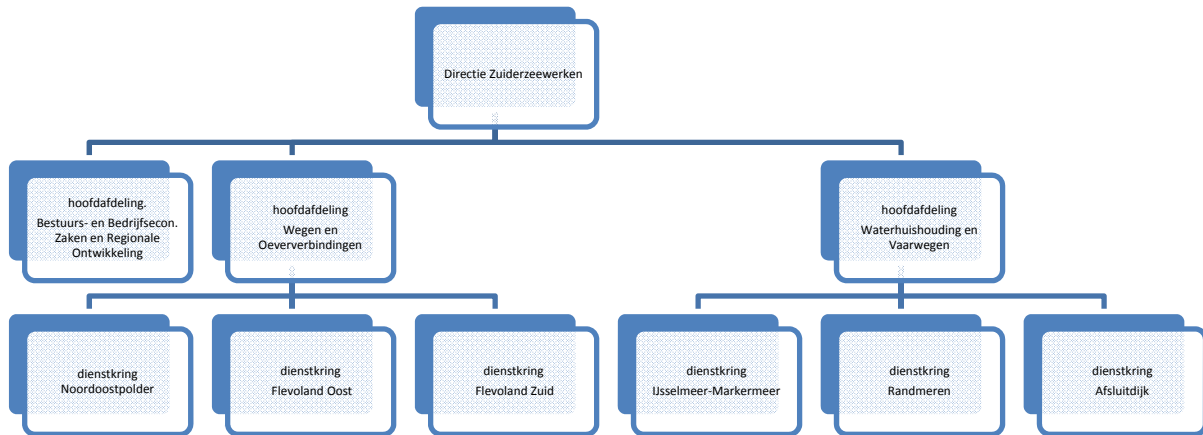 Directie Zuiderzeewerken
hoofdafdeling.
Bestuurs- en Bedrijfsecon.
Zaken en Regionale
Ontwikkeling
hoofdafdeling
Wegen en
Oeververbindingen
hoofdafdeling
Waterhuishouding en
Vaarwegen
dienstkring
Noordoostpolder
dienstkring
Flevoland Oost
dienstkring
Flevoland Zuid
dienstkring
IJsselmeer-Markermeer
dienstkring
Randmeren
dienstkring
Afsluitdijk